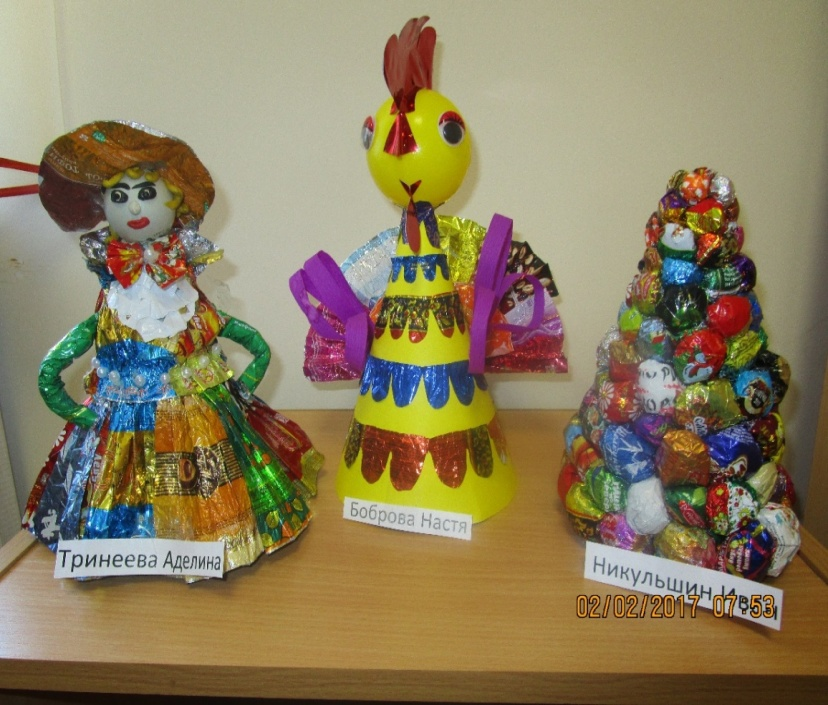 Тринеева Аделина
Боброва Настя
Никульшин
02/02/2017 07:53